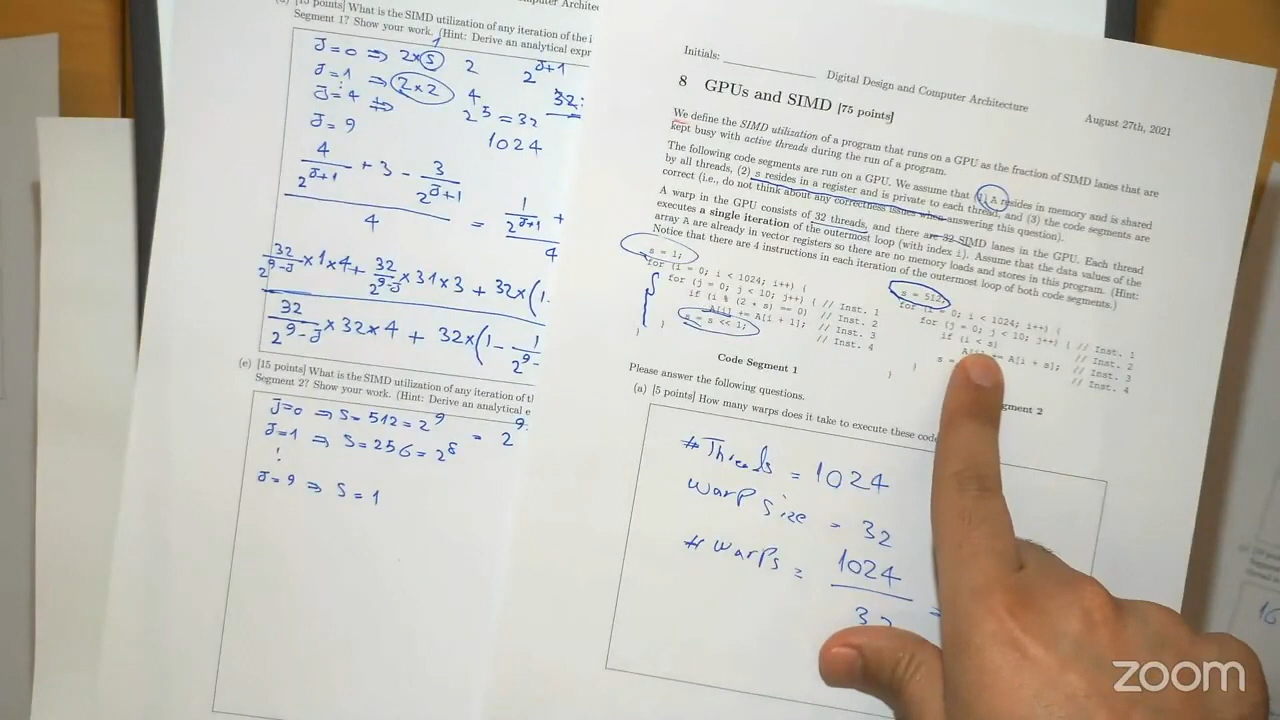 [15 points] What is the SIMD utilization of any iteration of the
Segment 1? Show your work. (Hint: Derive an analytical expr
J=0 ⇒ 2×S 2 2^J+1
J=1 ⇒ 2×2 4 32:
J=4 ⇒ 2^5 = 32
J=9 1024
4/2^J+1 + 3 - 3/2^J+1
4
= 1/2^J+1 +
4
32/2^9-J × 1 × 4 + 32/2^9-J × 31 × 3 + 32×(1-
32/2^9-J × 32 × 4 + 32×(1 - 1/2^9-
(e) [15 points] What is the SIMD utilization of any iteration of t
Segment 2? Show your work. (Hint: Derive an analytical e
J=0 ⇒ S=512 = 2^9 = 2^9-
J=1 ⇒ S=256 = 2^8
J=9 ⇒ S=1
Initials:
Digital Design and Computer Architecture
August 27th, 2021
8 GPUs and SIMD [75 points]
We define the SIMD utilization of a program that runs on a GPU as the fraction of SIMD lanes that are
kept busy with active threads during the run of a program.
The following code segments are run on a GPU. We assume that (1) A resides in memory and is shared
by all threads, (2) s resides in a register and is private to each thread, and (3) the code segments are
correct (i.e., do not think about any correctness issues when answering this question).
A warp in the GPU consists of 32 threads, and there are 32 SIMD lanes in the GPU. Each thread
executes a single iteration of the outermost loop (with index i). Assume that the data values of the
array A are already in vector registers so there are no memory loads and stores in this program. (Hint:
Notice that there are 4 instructions in each iteration of the outermost loop of both code segments.)
s = 1;
for (i = 0; i < 1024; i++) {
for (j = 0; j < 10; j++) { // Inst. 1
if (i % (2 * s) == 0) // Inst. 2
A[i] += A[i + 1]; // Inst. 3
s = s << 1; // Inst. 4
}
}
Code Segment 1
s = 512;
for (i = 0; i < 1024; i++) {
for (j = 0; j < 10; j++) { // Inst. 1
if (i < s) // Inst. 2
+= A[i + s]; // Inst. 3
s = // Inst. 4
}
}
gment 2
Please answer the following questions.
(a) [5 points] How many warps does it take to execute these cod
# Threads = 1024
Warp size = 32
# Warps = 1024
32
=
zoom